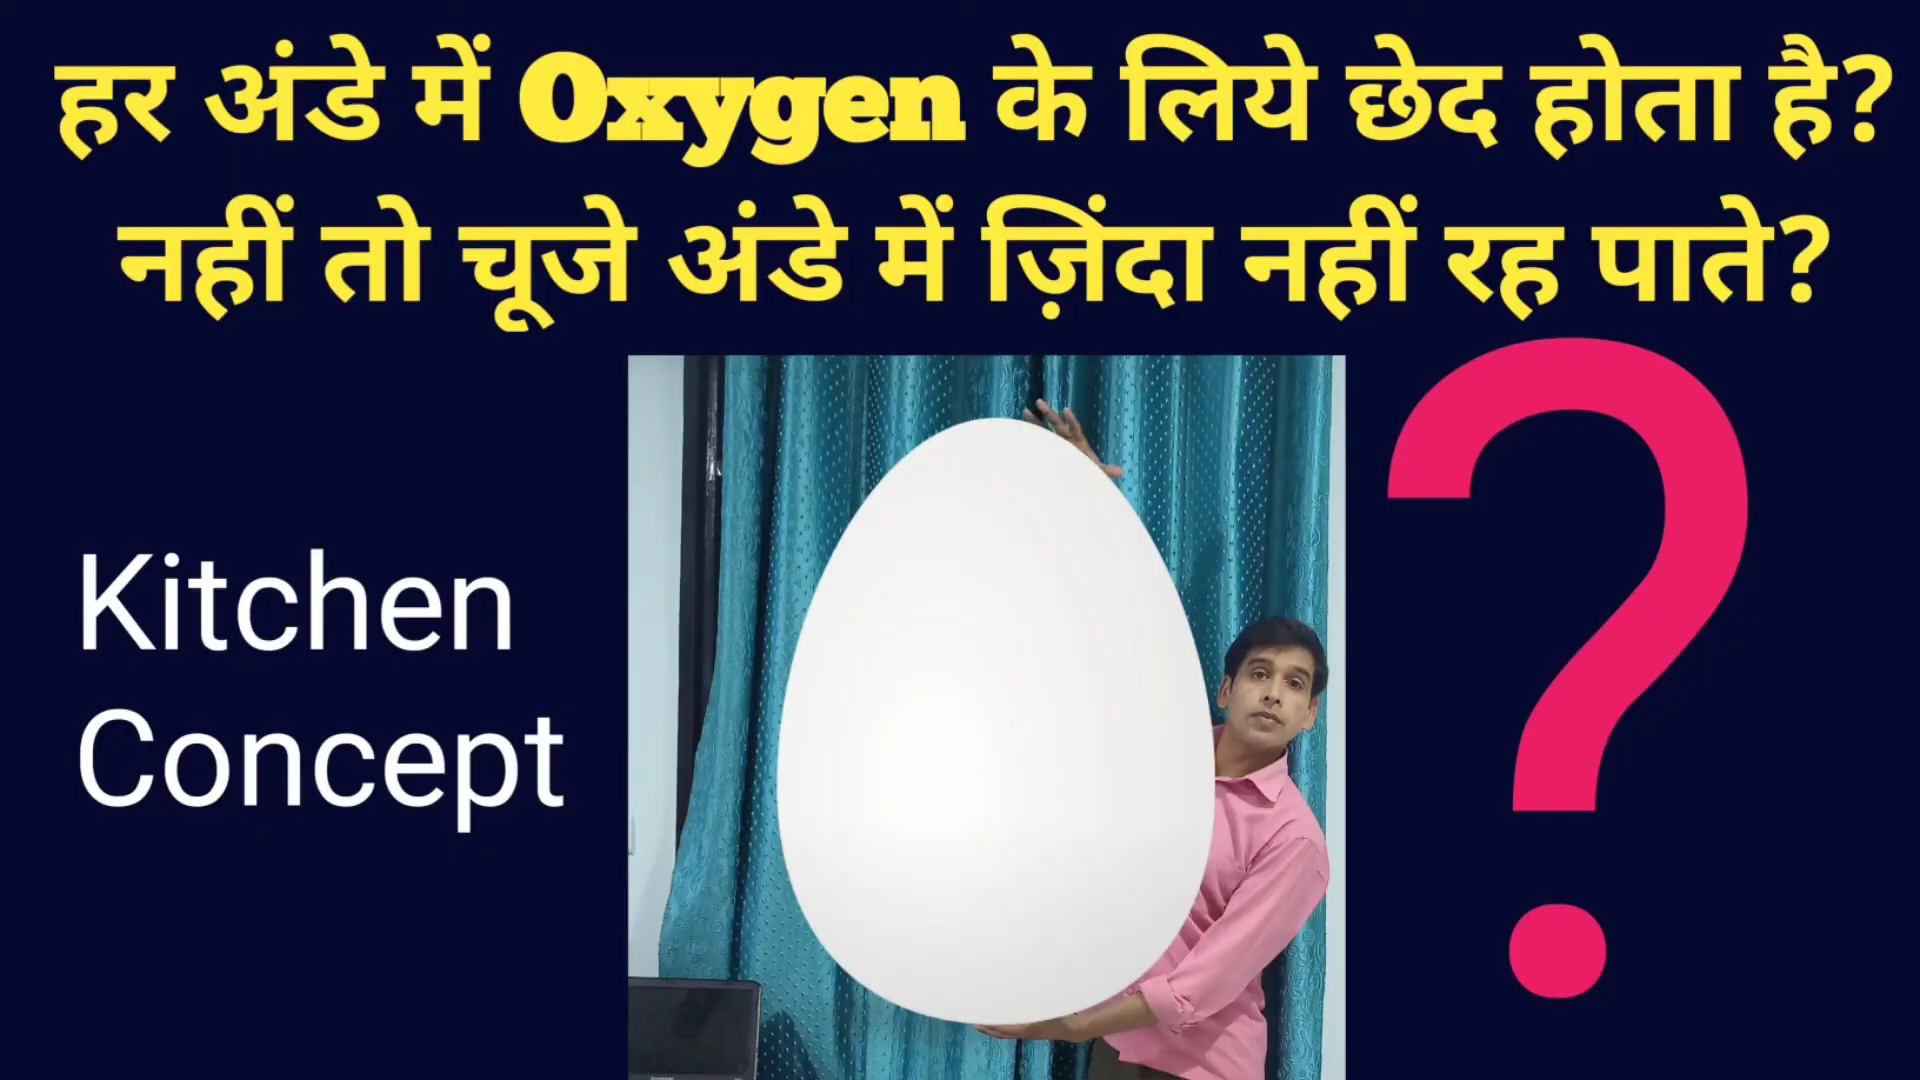 हर अंडे में Oxygen के लिये छेद होता है?
नहीं तो चूजे अंडे में ज़िंदा नहीं रह पाते?
Kitchen
Concept
?